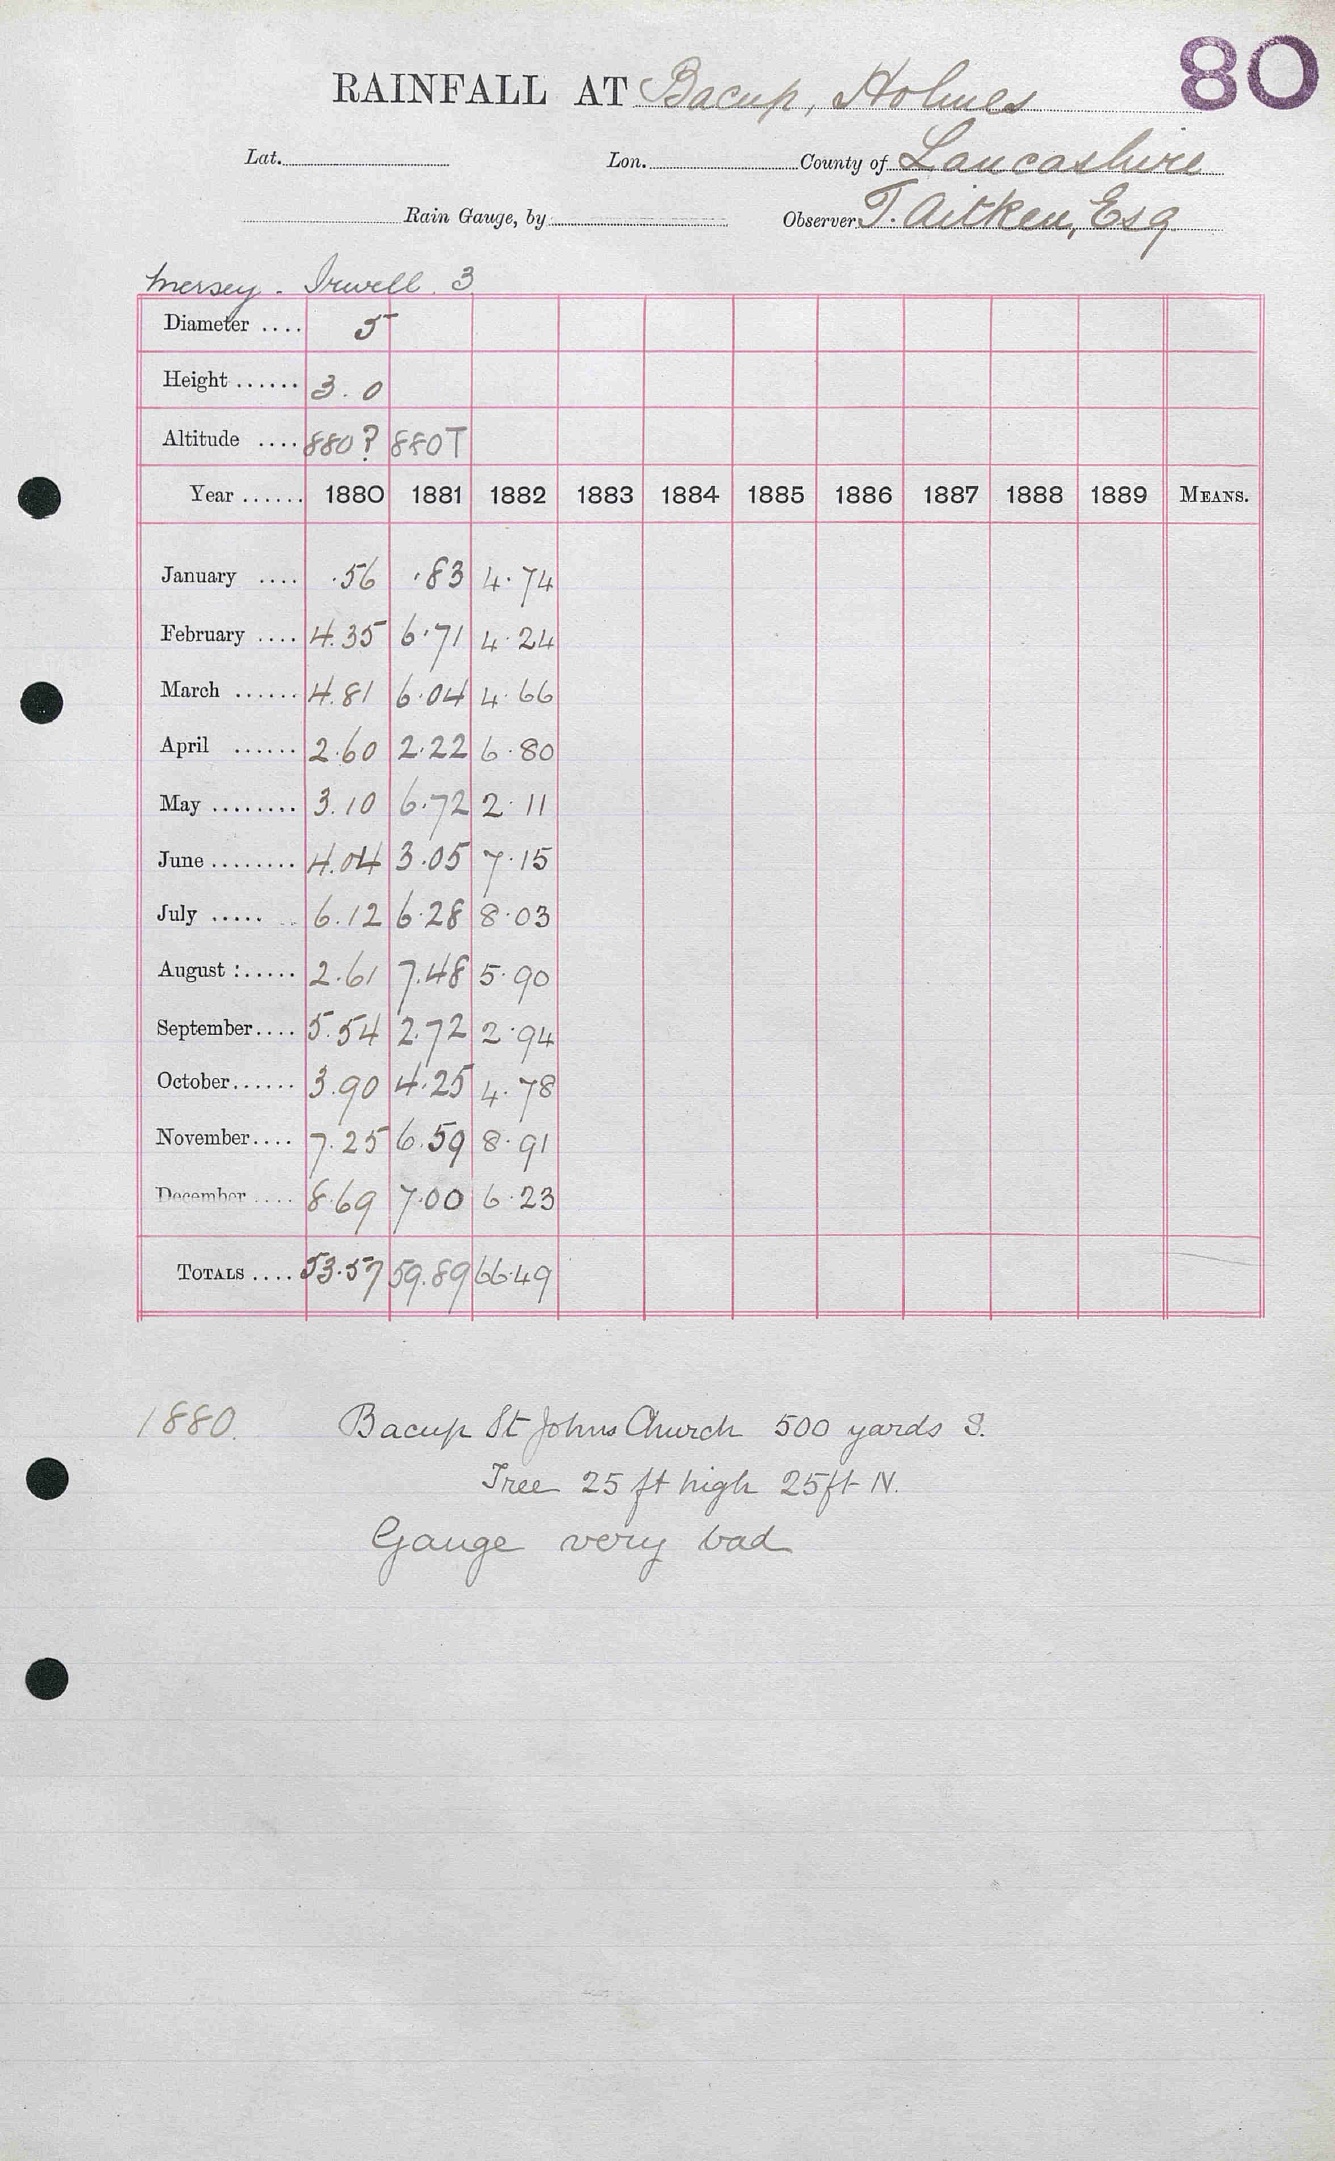 80
RAINFALL AT Bacup, Holmes
Lat. Lon. County of Lancashire
Rain Gauge, by Observer T. Aitken, Esq
Mersey - Irwell 3
Diameter .... 5
Height ...... 3.0
Altitude .... 880? 880T
Year ...... 1880 1881 1882 1883 1884 1885 1886 1887 1888 1889 MEANS.
January .... .56 .83 4.74
February .... 4.35 6.71 4.24
March ...... 4.81 6.04 4.66
April ...... 2.60 2.22 6.80
May ........ 3.10 6.72 2.11
June ........ 4.04 3.05 7.15
July ..... 6.12 6.28 8.03
August :..... 2.61 7.48 5.90
September.... 5.54 2.72 2.94
October...... 3.90 4.25 4.78
November.... 7.25 6.59 8.91
December .... 8.69 7.00 6.23
TOTALS .... 53.57 59.89 66.49
1880. Bacup St Johns Church 500 yards S.
Tree 25 ft high 25ft N.
Gauge very bad